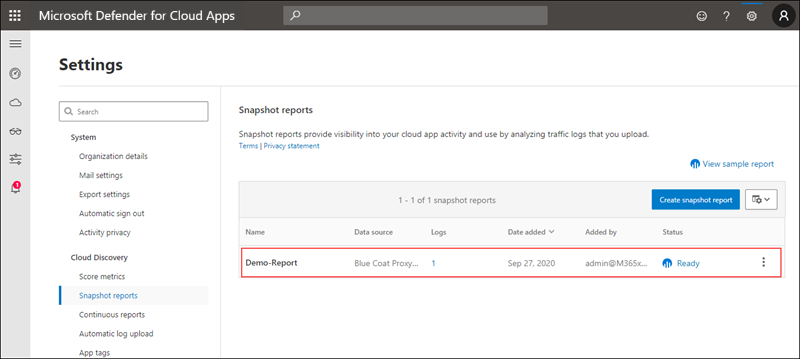 Microsoft Defender for Cloud Apps
?
Settings
Search
System
Organization details
Mail settings
Export settings
Automatic sign out
Activity privacy
Cloud Discovery
Score metrics
Snapshot reports
Continuous reports
Automatic log upload
App tags
1
Snapshot reports
Snapshot reports provide visibility into your cloud app activity and use by analyzing traffic logs that you upload.
Terms | Privacy statement
View sample report
1 - 1 of 1 snapshot reports
Create snapshot report
Name Data source Logs Date added Added by Status
Demo-Report Blue Coat Proxy... 1 Sep 27, 2020 admin@M365x... Ready